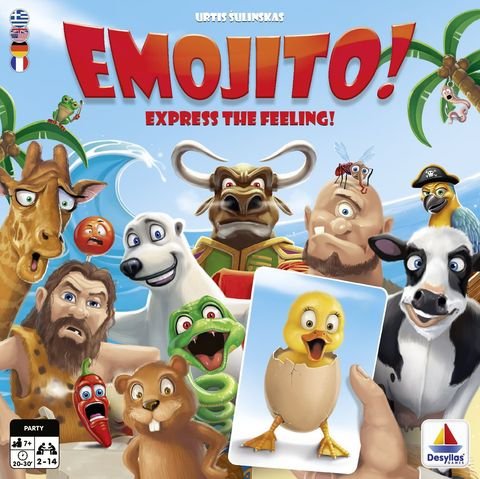 URTIS ŠULINSKAS
EMOJITO!
EXPRESS THE FEELING!
PARTY
7+
20-30'
2-14
Desyllas
GAMES